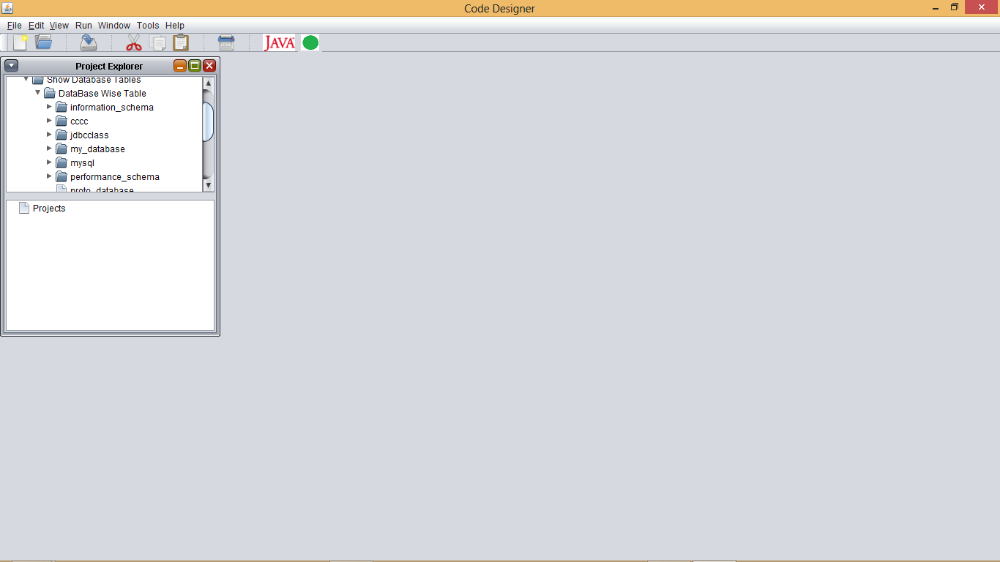 Code Designer
File Edit View Run Window Tools Help
JAVA
Project Explorer
Show Database Tables
DataBase Wise Table
information_schema
cccc
jdbcclass
my_database
mysql
performance_schema
proto_database
Projects